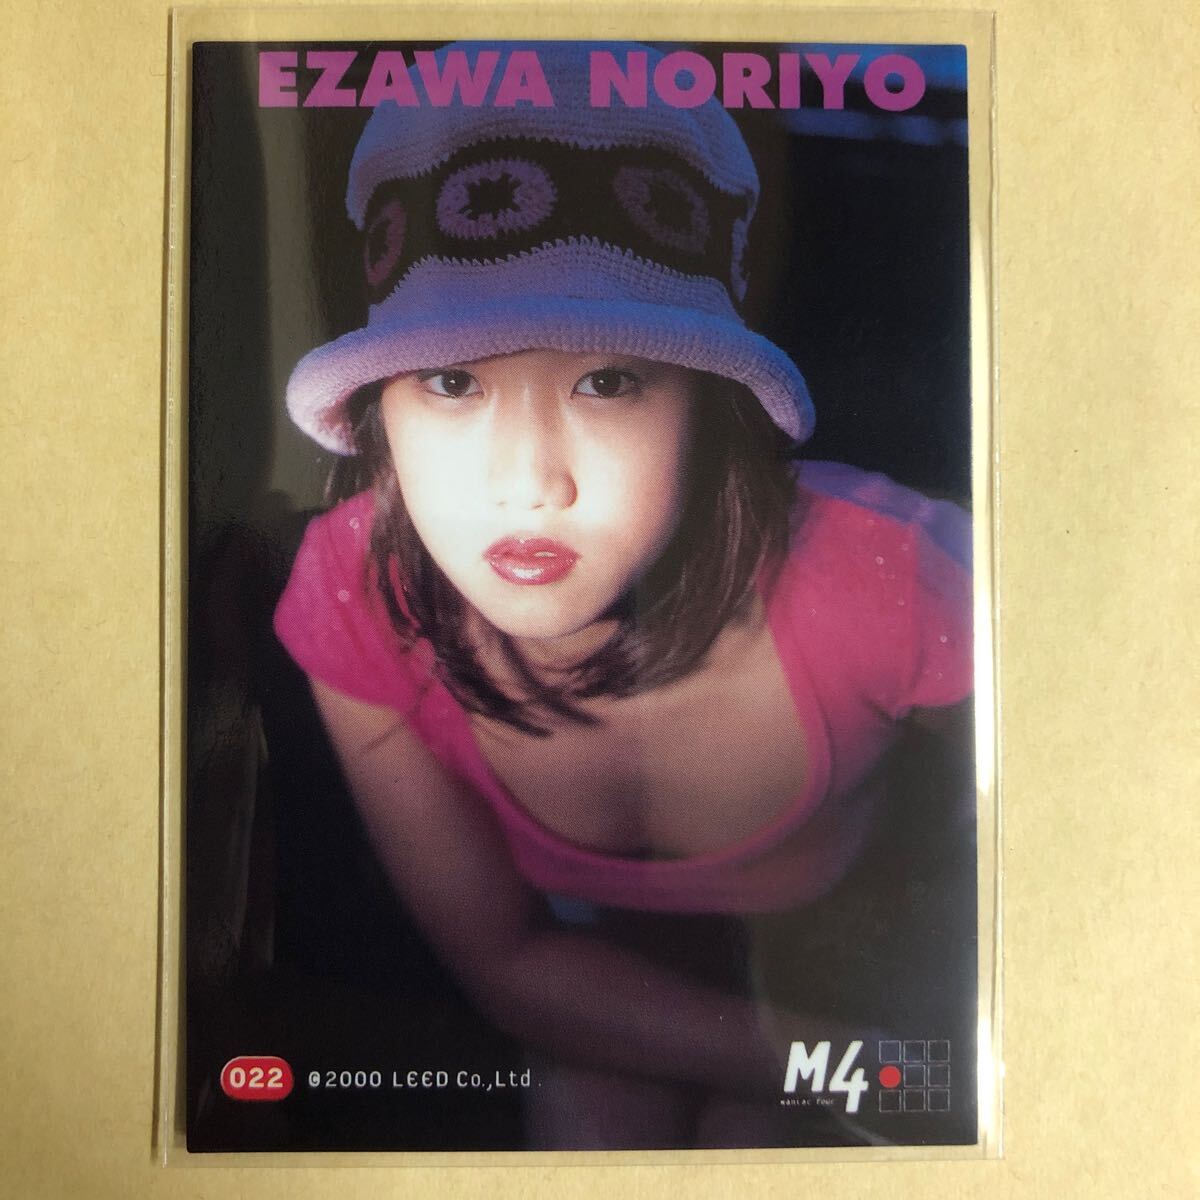 EZAWA NORIYO
022 ©2000 LEED Co.,Ltd.
M4
maniac four